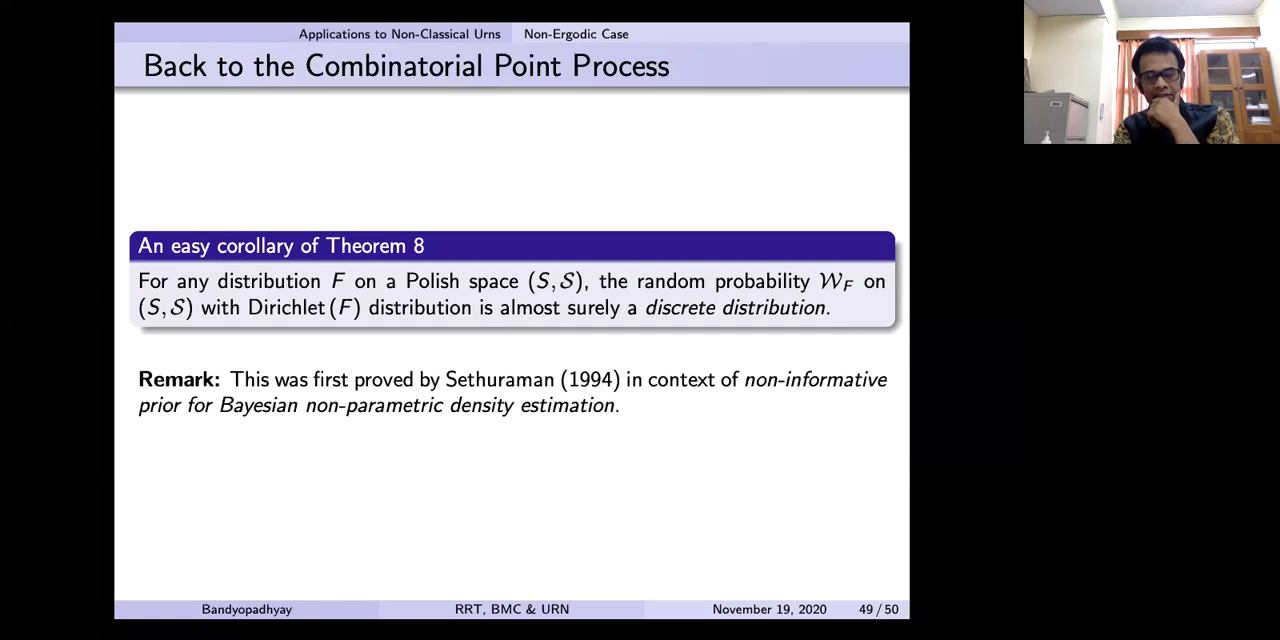 Applications to Non-Classical Urns Non-Ergodic Case
Back to the Combinatorial Point Process
An easy corollary of Theorem 8
For any distribution F on a Polish space (S, 𝒮), the random probability 𝒲_F on
(S, 𝒮) with Dirichlet (F) distribution is almost surely a discrete distribution.
Remark: This was first proved by Sethuraman (1994) in context of non-informative
prior for Bayesian non-parametric density estimation.
Bandyopadhyay RRT, BMC & URN November 19, 2020 49 / 50